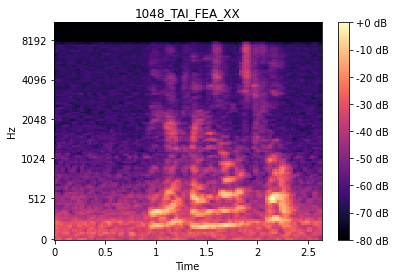 1048_TAI_FEA_XX
8192
4096
2048
1024
512
0
Hz
0
0.5
1
1.5
2
2.5
Time
+0 dB
-10 dB
-20 dB
-30 dB
-40 dB
-50 dB
-60 dB
-70 dB
-80 dB